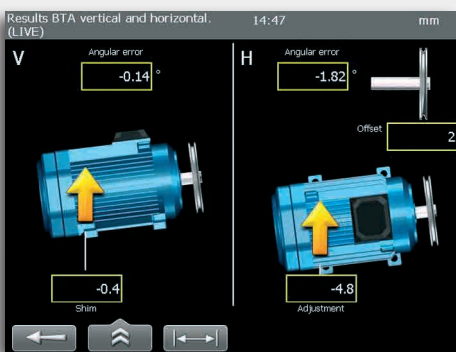 Results BTA vertical and horizontal. 14:47 mm
(LIVE)
V
Angular error
-0.14 °
H
Angular error
-1.82 °
Offset
2
-0.4
Shim
-4.8
Adjustment